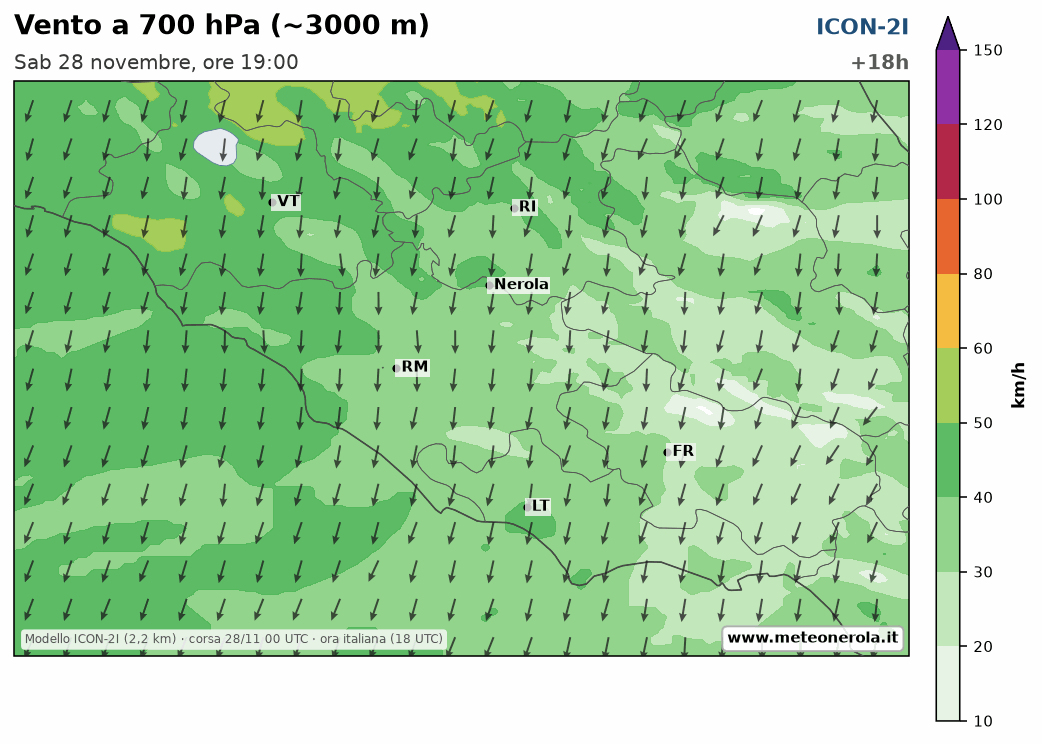 Vento a 700 hPa (~3000 m)
ICON-2I
Sab 28 novembre, ore 19:00
+18h
VT
RI
Nerola
RM
FR
LT
Modello ICON-2I (2,2 km) · corsa 28/11 00 UTC · ora italiana (18 UTC)
www.meteonerola.it
150
120
100
80
60
50
40
30
20
10
km/h